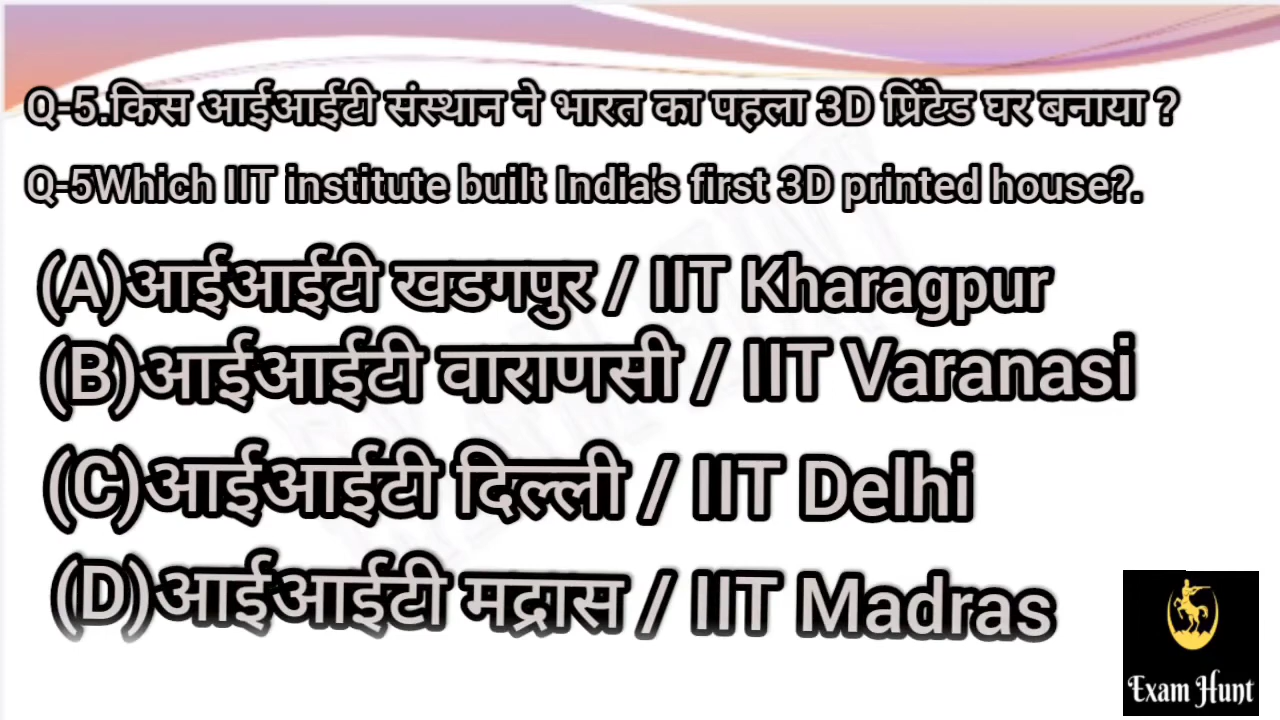 Q-5.किस आईआईटी संस्थान ने भारत का पहला 3D प्रिंटेड घर बनाया ?
Q-5Which IIT institute built India's first 3D printed house?.
(A)आईआईटी खडगपुर / IIT Kharagpur
(B)आईआईटी वाराणसी / IIT Varanasi
(C)आईआईटी दिल्ली / IIT Delhi
(D)आईआईटी मद्रास / IIT Madras
Exam Hunt